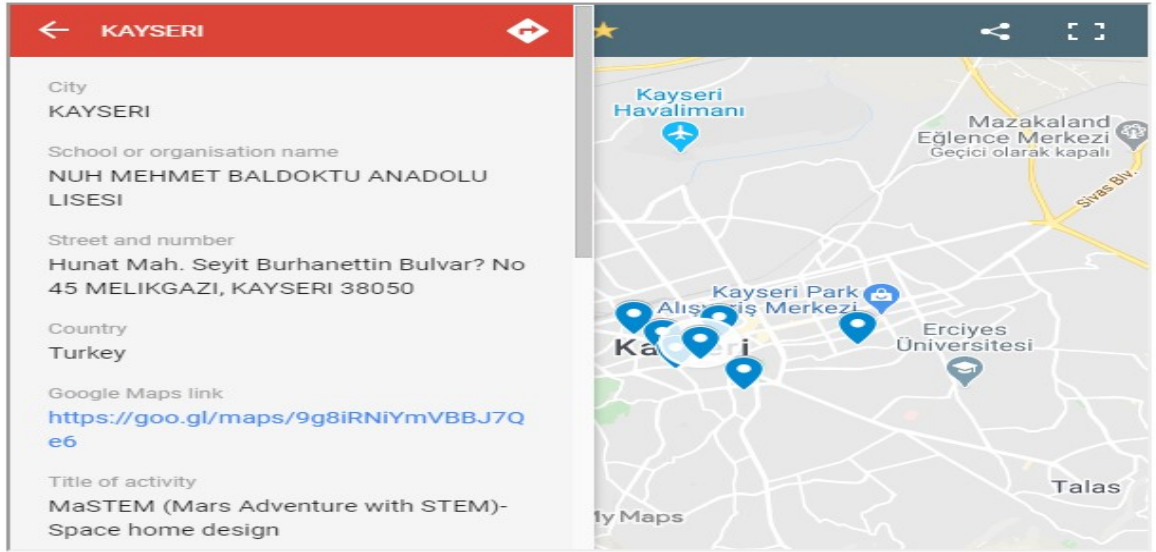 KAYSERI
City
KAYSERI
School or organisation name
NUH MEHMET BALDOKTU ANADOLU
LISESI
Street and number
Hunat Mah. Seyit Burhanettin Bulvar? No
45 MELIKGAZI, KAYSERI 38050
Country
Turkey
Google Maps link
https://goo.gl/maps/9g8iRNiYmVBBJ7Q
e6
Title of activity
MaSTEM (Mars Adventure with STEM)-
Space home design
Kayseri
Havalimanı
Mazakaland
Eğlence Merkezi
Geçici olarak kapalı
Sivas Blv.
Kayseri Park
Alışveriş Merkezi
Kayseri
Erciyes
Üniversitesi
Talas
My Maps